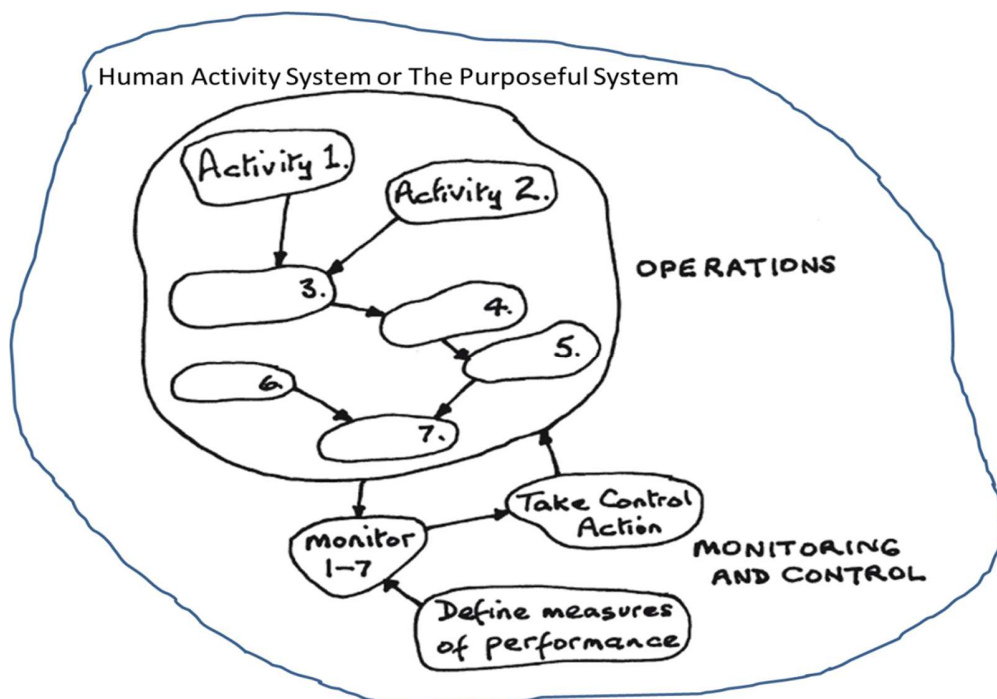 Human Activity System or The Purposeful System
Activity 1.
Activity 2.
OPERATIONS
3.
4.
5.
6.
7.
Take Control
Action
monitor
1-7
MONITORING
AND CONTROL
Define measures
of performance